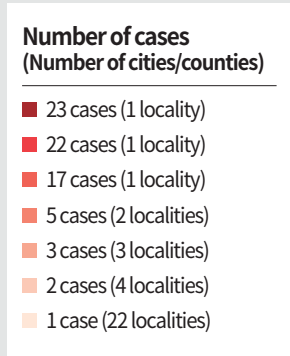 Number of cases
(Number of cities/counties)
23 cases (1 locality)
22 cases (1 locality)
17 cases (1 locality)
5 cases (2 localities)
3 cases (3 localities)
2 cases (4 localities)
1 case (22 localities)